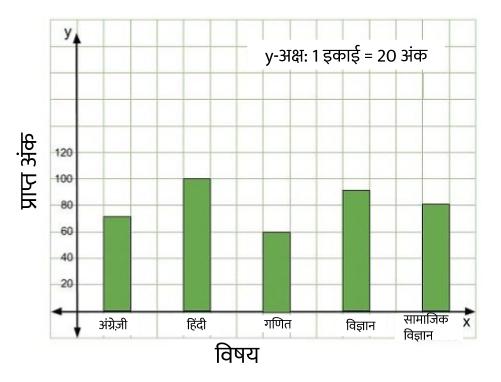 y
y-अक्ष: 1 इकाई = 20 अंक
प्राप्त अंक
120
100
80
60
40
20
अंग्रेज़ी
हिंदी
गणित
विज्ञान
सामाजिक
विज्ञान
x
विषय